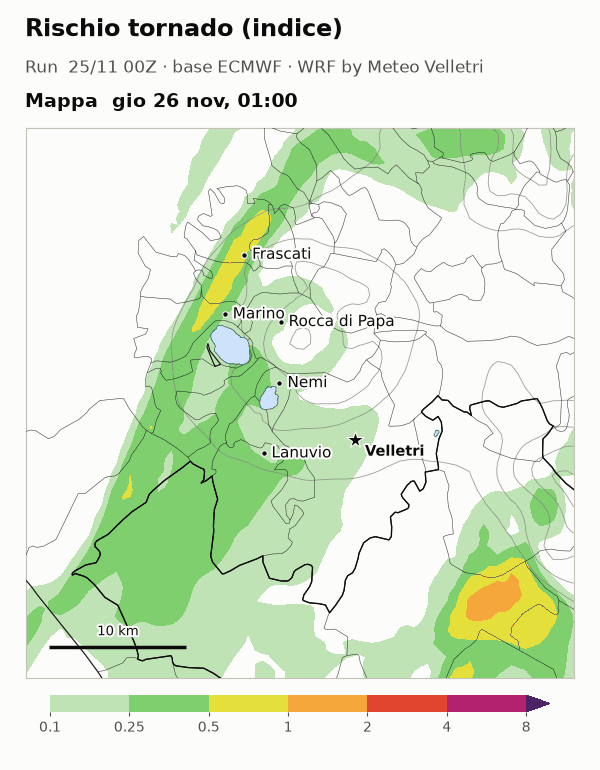 Rischio tornado (indice)
Run  25/11 00Z · base ECMWF · WRF by Meteo Velletri
Mappa  gio 26 nov, 01:00
Frascati
Marino
Rocca di Papa
Nemi
Velletri
Lanuvio
10 km
0.1 0.25 0.5 1 2 4 8